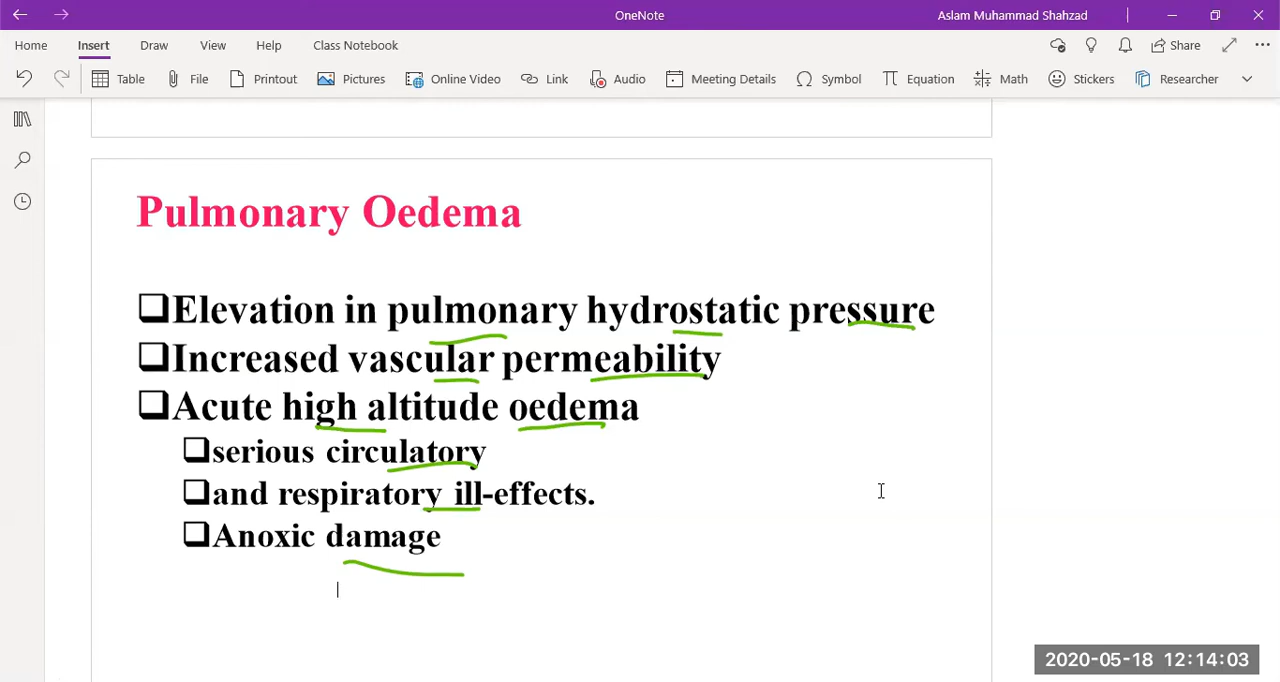 OneNote
Aslam Muhammad Shahzad
Home Insert Draw View Help Class Notebook
Share
Table File Printout Pictures Online Video Link Audio Meeting Details Symbol Equation Math Stickers Researcher
Pulmonary Oedema
❑Elevation in pulmonary hydrostatic pressure
❑Increased vascular permeability
❑Acute high altitude oedema
❑serious circulatory
❑and respiratory ill-effects.
❑Anoxic damage
2020-05-18 12:14:03